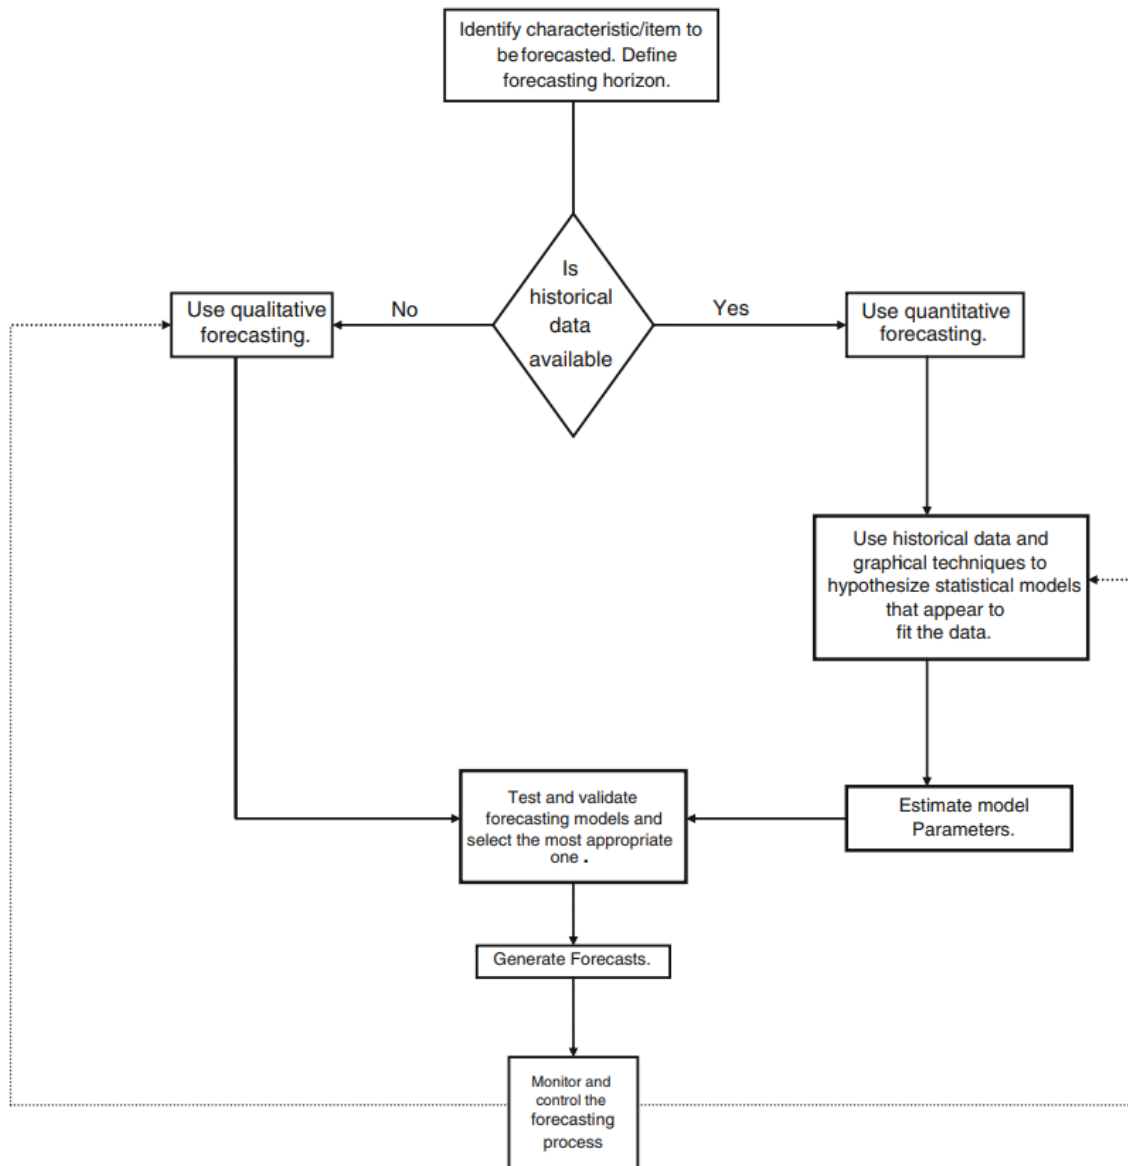 Identify characteristic/item to
be forecasted. Define
forecasting horizon.
Is
historical
data
available
No
Yes
Use qualitative
forecasting.
Use quantitative
forecasting.
Use historical data and
graphical techniques to
hypothesize statistical models
that appear to
fit the data.
Test and validate
forecasting models and
select the most appropriate
one .
Estimate model
Parameters.
Generate Forecasts.
Monitor and
control the
forecasting
process